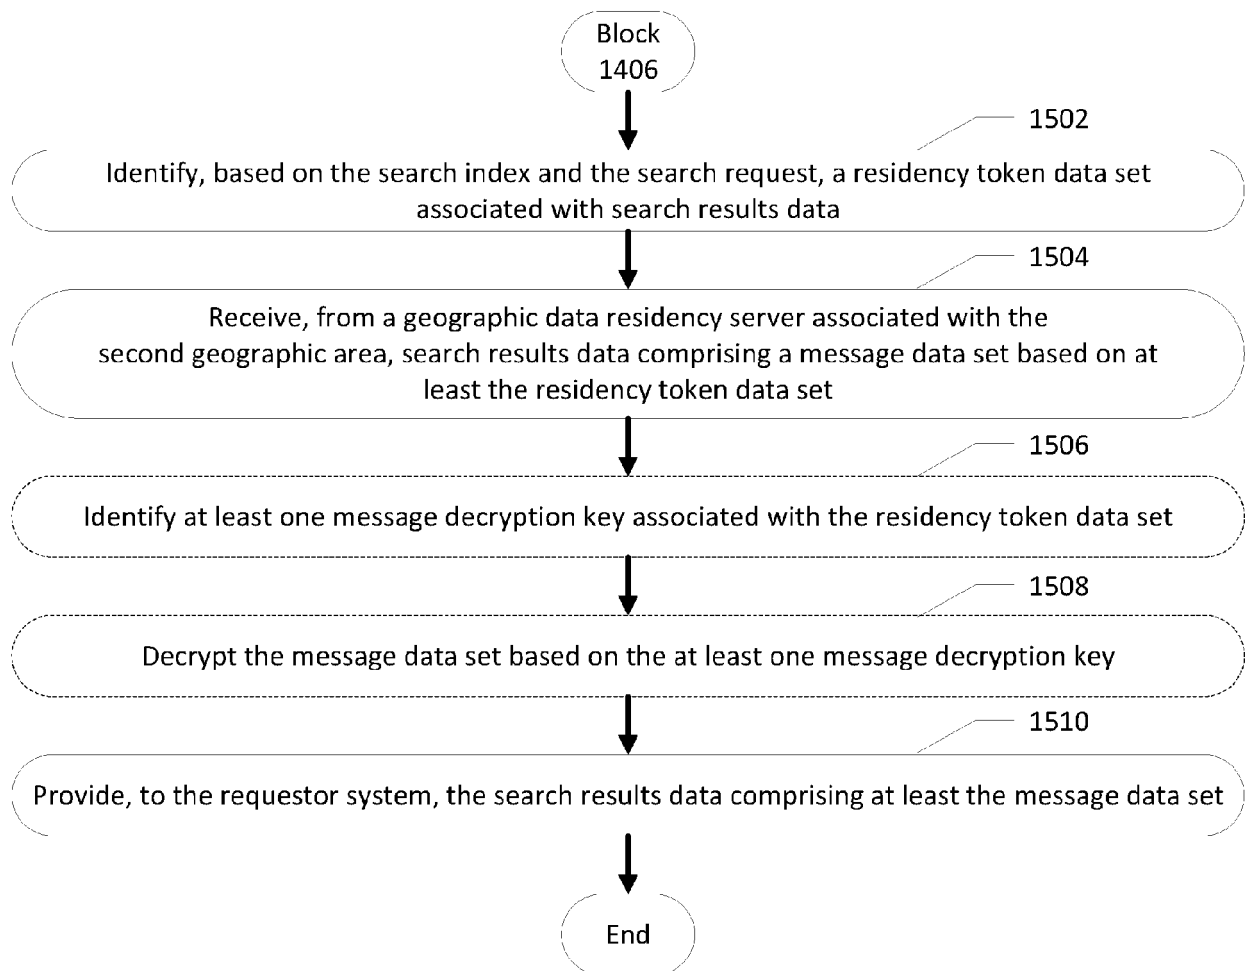 Block
1406
1502
Identify, based on the search index and the search request, a residency token data set
associated with search results data
1504
Receive, from a geographic data residency server associated with the
second geographic area, search results data comprising a message data set based on at
least the residency token data set
1506
Identify at least one message decryption key associated with the residency token data set
1508
Decrypt the message data set based on the at least one message decryption key
1510
Provide, to the requestor system, the search results data comprising at least the message data set
End